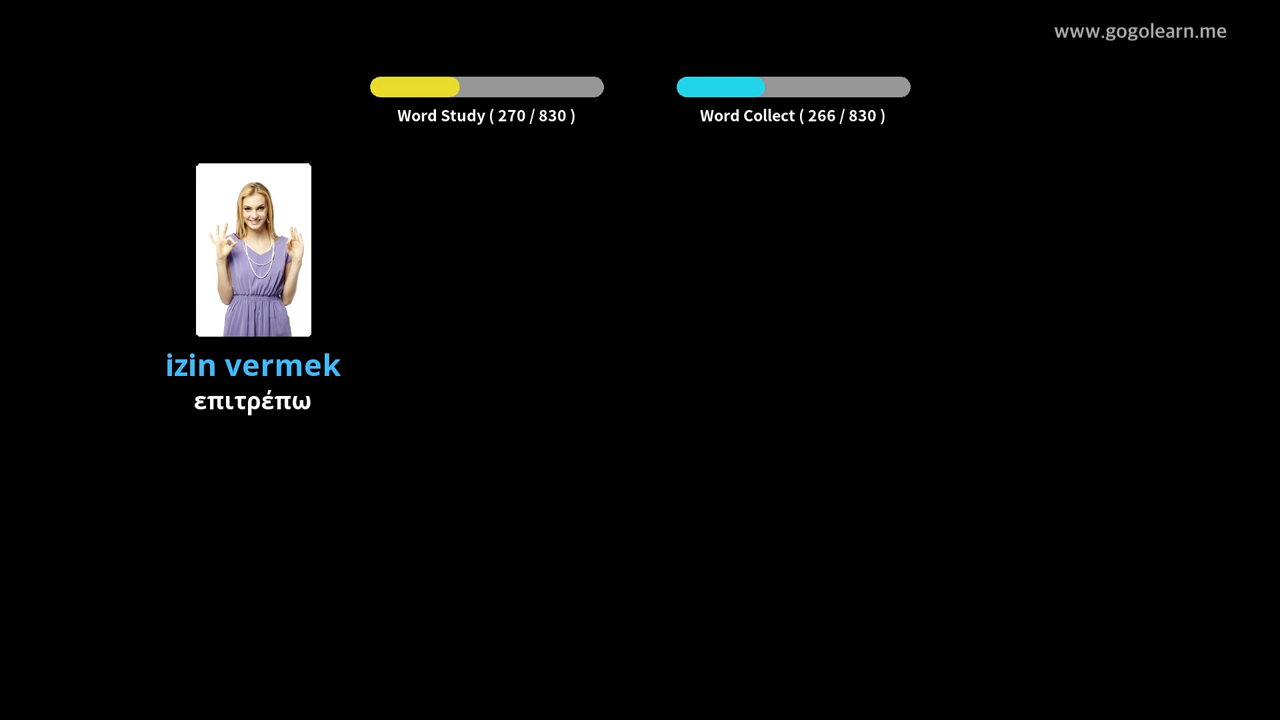 www.gogolearn.me
Word Study ( 270 / 830 )
Word Collect ( 266 / 830 )
izin vermek
επιτρέπω